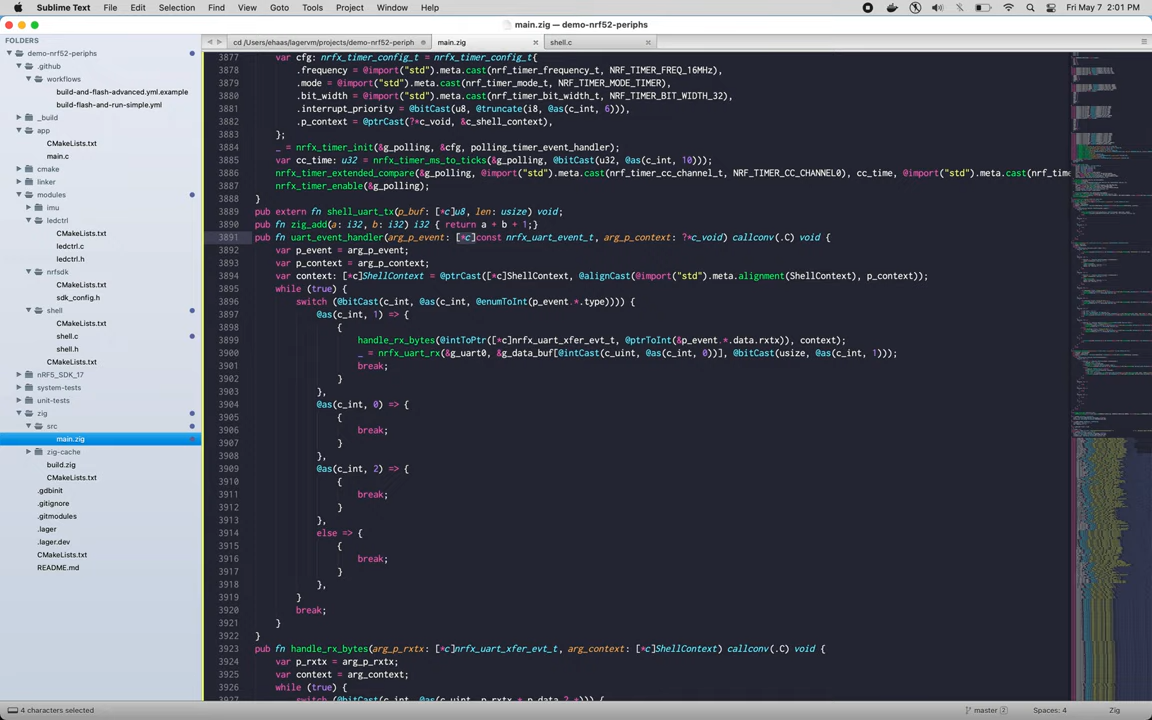 Sublime Text File Edit Selection Find View Goto Tools Project Window Help Fri May 7 2:01 PM
main.zig — demo-nrf52-periphs
FOLDERS
demo-nrf52-periphs
.github
workflows
build-and-flash-advanced.yml.example
build-flash-and-run-simple.yml
_build
app
CMakeLists.txt
main.c
cmake
linker
modules
imu
ledctrl
CMakeLists.txt
ledctrl.c
ledctrl.h
nrfsdk
CMakeLists.txt
sdk_config.h
shell
CMakeLists.txt
shell.c
shell.h
CMakeLists.txt
nRF5_SDK_17
system-tests
unit-tests
zig
src
main.zig
zig-cache
build.zig
CMakeLists.txt
.gdbinit
.gitignore
.gitmodules
.lager
.lager.dev
CMakeLists.txt
README.md
cd /Users/ehaas/lagervm/projects/demo-nrf52-periph main.zig shell.c
3877 var cfg: nrfx_timer_config_t = nrfx_timer_config_t{
3878 .frequency = @import("std").meta.cast(nrf_timer_frequency_t, NRF_TIMER_FREQ_16MHz),
3879 .mode = @import("std").meta.cast(nrf_timer_mode_t, NRF_TIMER_MODE_TIMER),
3880 .bit_width = @import("std").meta.cast(nrf_timer_bit_width_t, NRF_TIMER_BIT_WIDTH_32),
3881 .interrupt_priority = @bitCast(u8, @truncate(i8, @as(c_int, 6))),
3882 .p_context = @ptrCast(?*c_void, &c_shell_context),
3883 };
3884 _ = nrfx_timer_init(&g_polling, &cfg, polling_timer_event_handler);
3885 var cc_time: u32 = nrfx_timer_ms_to_ticks(&g_polling, @bitCast(u32, @as(c_int, 10)));
3886 nrfx_timer_extended_compare(&g_polling, @import("std").meta.cast(nrf_timer_cc_channel_t, NRF_TIMER_CC_CHANNEL0), cc_time, @import("std").meta.cast(nrf_time
3887 nrfx_timer_enable(&g_polling);
3888 }
3889 pub extern fn shell_uart_tx(p_buf: [*c]u8, len: usize) void;
3890 pub fn zig_add(a: i32, b: i32) i32 { return a + b + 1;}
3891 pub fn uart_event_handler(arg_p_event: [*c]const nrfx_uart_event_t, arg_p_context: ?*c_void) callconv(.C) void {
3892 var p_event = arg_p_event;
3893 var p_context = arg_p_context;
3894 var context: [*c]ShellContext = @ptrCast([*c]ShellContext, @alignCast(@import("std").meta.alignment(ShellContext), p_context));
3895 while (true) {
3896 switch (@bitCast(c_int, @as(c_int, @enumToInt(p_event.*.type)))) {
3897 @as(c_int, 1) => {
3898 {
3899 handle_rx_bytes(@intToPtr([*c]nrfx_uart_xfer_evt_t, @ptrToInt(&p_event.*.data.rxtx)), context);
3900 _ = nrfx_uart_rx(&g_uart0, &g_data_buf[@intCast(c_uint, @as(c_int, 0))], @bitCast(usize, @as(c_int, 1)));
3901 break;
3902 }
3903 },
3904 @as(c_int, 0) => {
3905 {
3906 break;
3907 }
3908 },
3909 @as(c_int, 2) => {
3910 {
3911 break;
3912 }
3913 },
3914 else => {
3915 {
3916 break;
3917 }
3918 },
3919 }
3920 break;
3921 }
3922 }
3923 pub fn handle_rx_bytes(arg_p_rxtx: [*c]nrfx_uart_xfer_evt_t, arg_context: [*c]ShellContext) callconv(.C) void {
3924 var p_rxtx = arg_p_rxtx;
3925 var context = arg_context;
3926 while (true) {
3927 switch (@bitCast(c_int, @as(c_uint, p_rxtx.*.p_data.?.*))) {
4 characters selected master 2 Spaces: 4 Zig